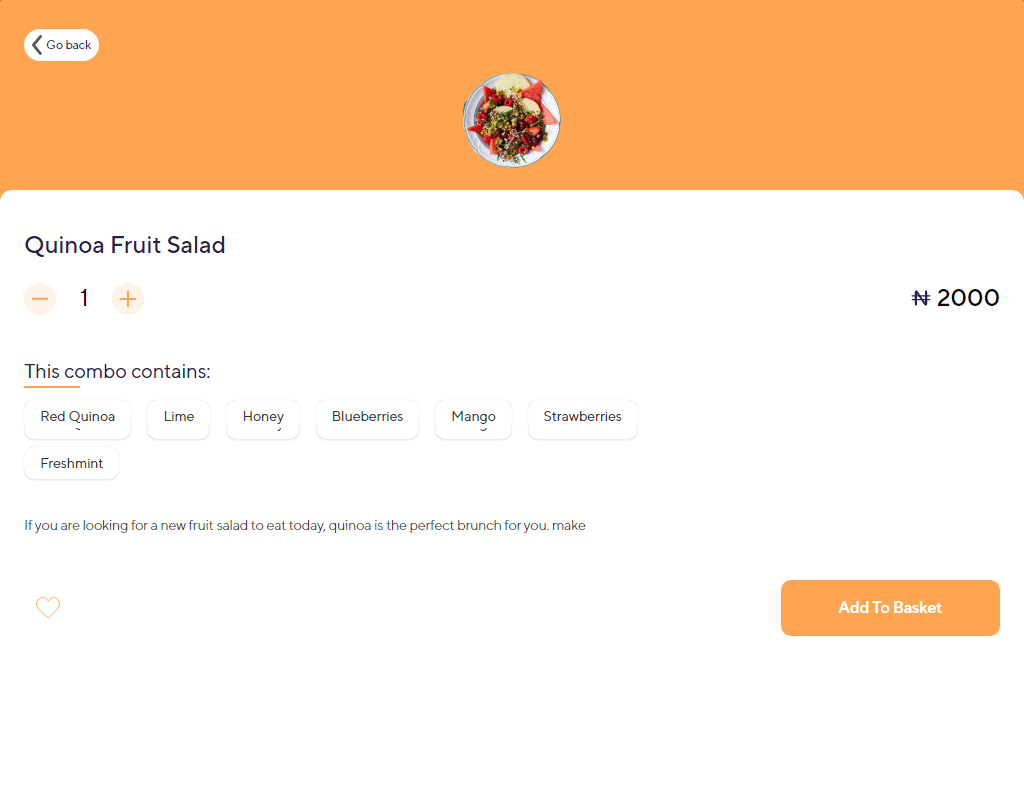 Go back
Quinoa Fruit Salad
1
₦ 2000
This combo contains:
Red Quinoa Lime Honey Blueberries Mango Strawberries
Freshmint
If you are looking for a new fruit salad to eat today, quinoa is the perfect brunch for you. make
Add To Basket